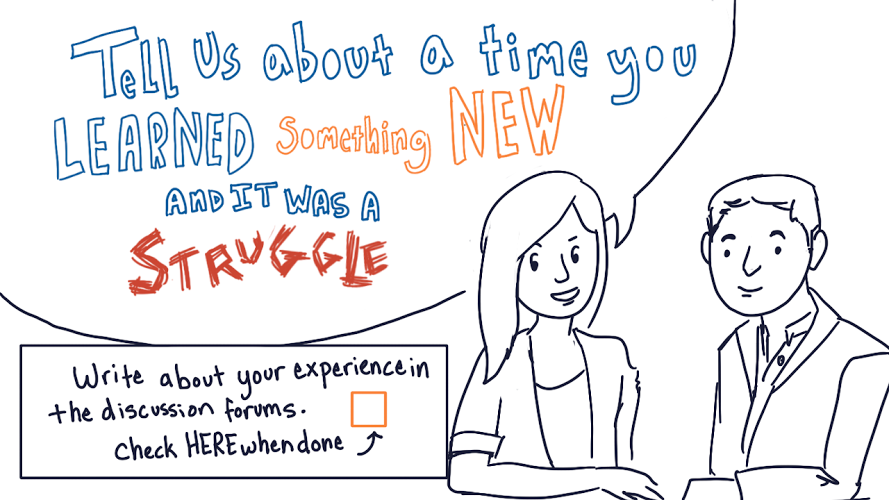 Tell Us about a time you
LEARNED Something NEW
AND IT WAS A
STRUGGLE
Write about your experience in
the discussion forums.
Check HERE when done